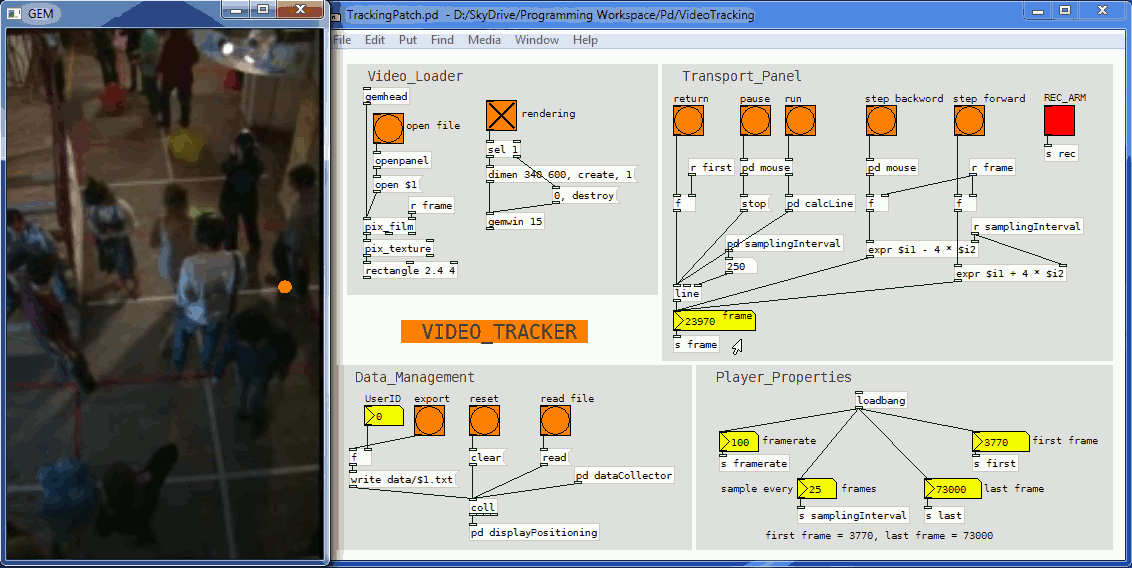 GEM
TrackingPatch.pd - D:/SkyDrive/Programming Workspace/Pd/VideoTracking
File Edit Put Find Media Window Help
Video_Loader
gemhead
open file
openpanel
open $1
r frame
pix_film
pix_texture
rectangle 2.4 4
rendering
sel 1
dimen 340 600, create, 1
0, destroy
gemwin 15
VIDEO_TRACKER
Transport_Panel
return pause run step backword step forward REC_ARM
s rec
r first pd mouse pd mouse r frame
f stop pd calcLine f f
r samplingInterval
pd samplingInterval
expr $i1 - 4 * $i2
250
expr $i1 + 4 * $i2
line
23970 frame
s frame
Data_Management
UserID export reset read file
0
f clear read
pd dataCollector
write data/$1.txt
coll
pd displayPositioning
Player_Properties
loadbang
100 framerate
3770 first frame
s framerate
s first
sample every 25 frames
73000 last frame
s samplingInterval
s last
first frame = 3770, last frame = 73000